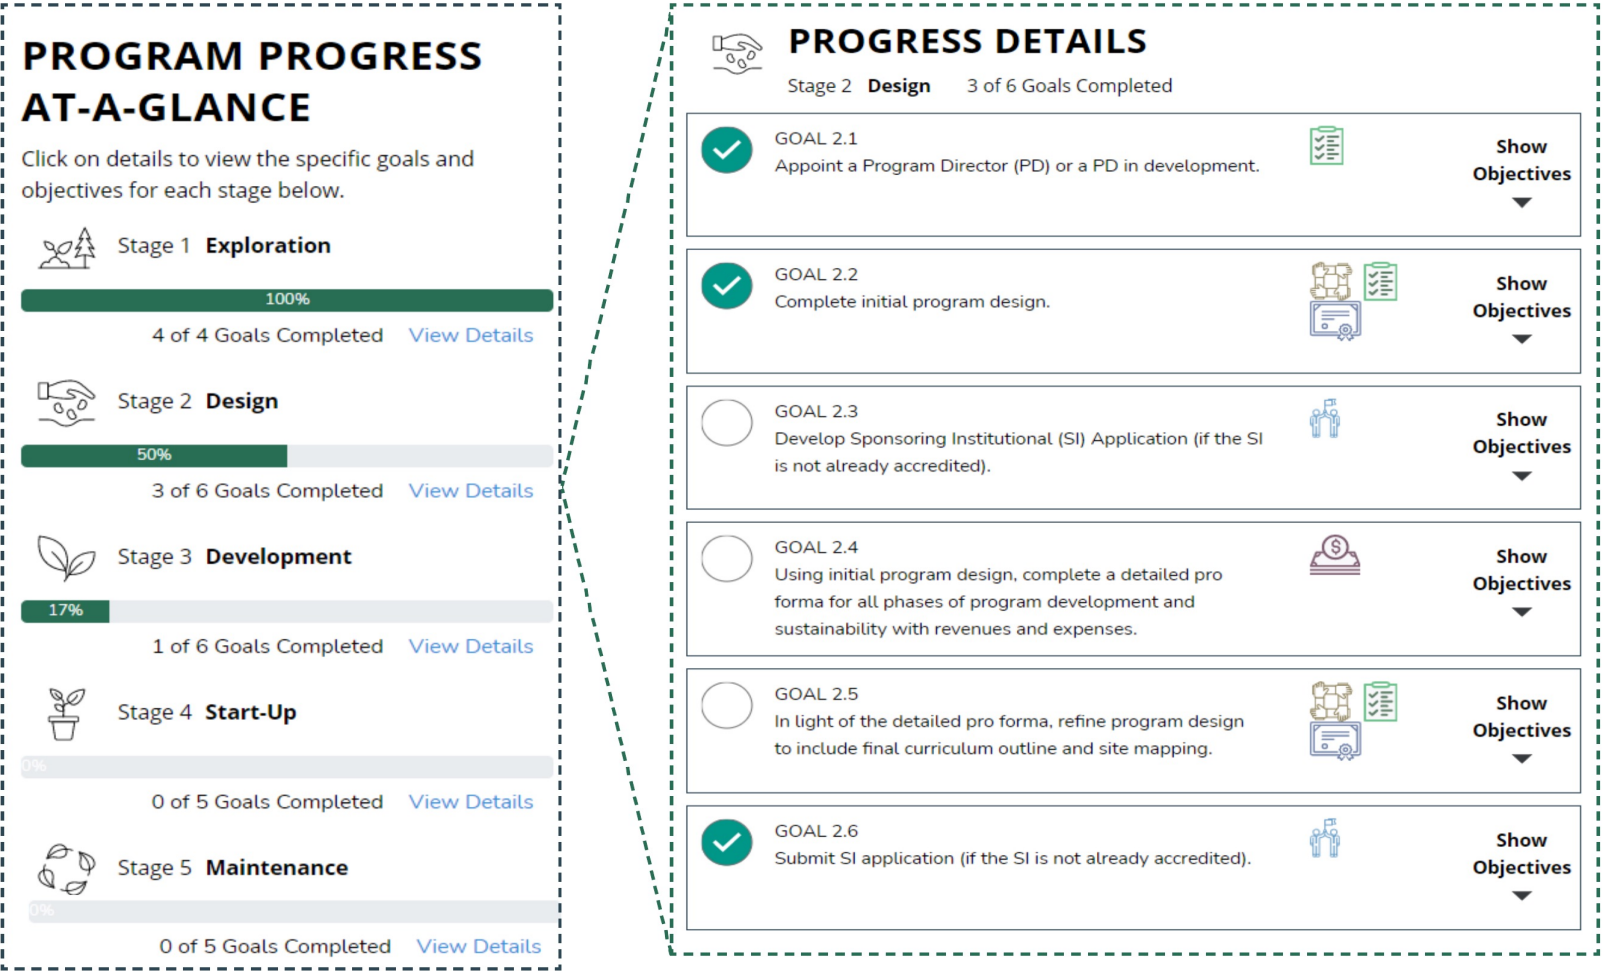 PROGRAM PROGRESS
AT-A-GLANCE
Click on details to view the specific goals and
objectives for each stage below.
Stage 1 Exploration
100%
4 of 4 Goals Completed View Details
Stage 2 Design
50%
3 of 6 Goals Completed View Details
Stage 3 Development
17%
1 of 6 Goals Completed View Details
Stage 4 Start-Up
0%
0 of 5 Goals Completed View Details
Stage 5 Maintenance
0%
0 of 5 Goals Completed View Details
PROGRESS DETAILS
Stage 2 Design 3 of 6 Goals Completed
GOAL 2.1
Appoint a Program Director (PD) or a PD in development.
Show
Objectives
GOAL 2.2
Complete initial program design.
Show
Objectives
GOAL 2.3
Develop Sponsoring Institutional (SI) Application (if the SI
is not already accredited).
Show
Objectives
GOAL 2.4
Using initial program design, complete a detailed pro
forma for all phases of program development and
sustainability with revenues and expenses.
Show
Objectives
GOAL 2.5
In light of the detailed pro forma, refine program design
to include final curriculum outline and site mapping.
Show
Objectives
GOAL 2.6
Submit SI application (if the SI is not already accredited).
Show
Objectives